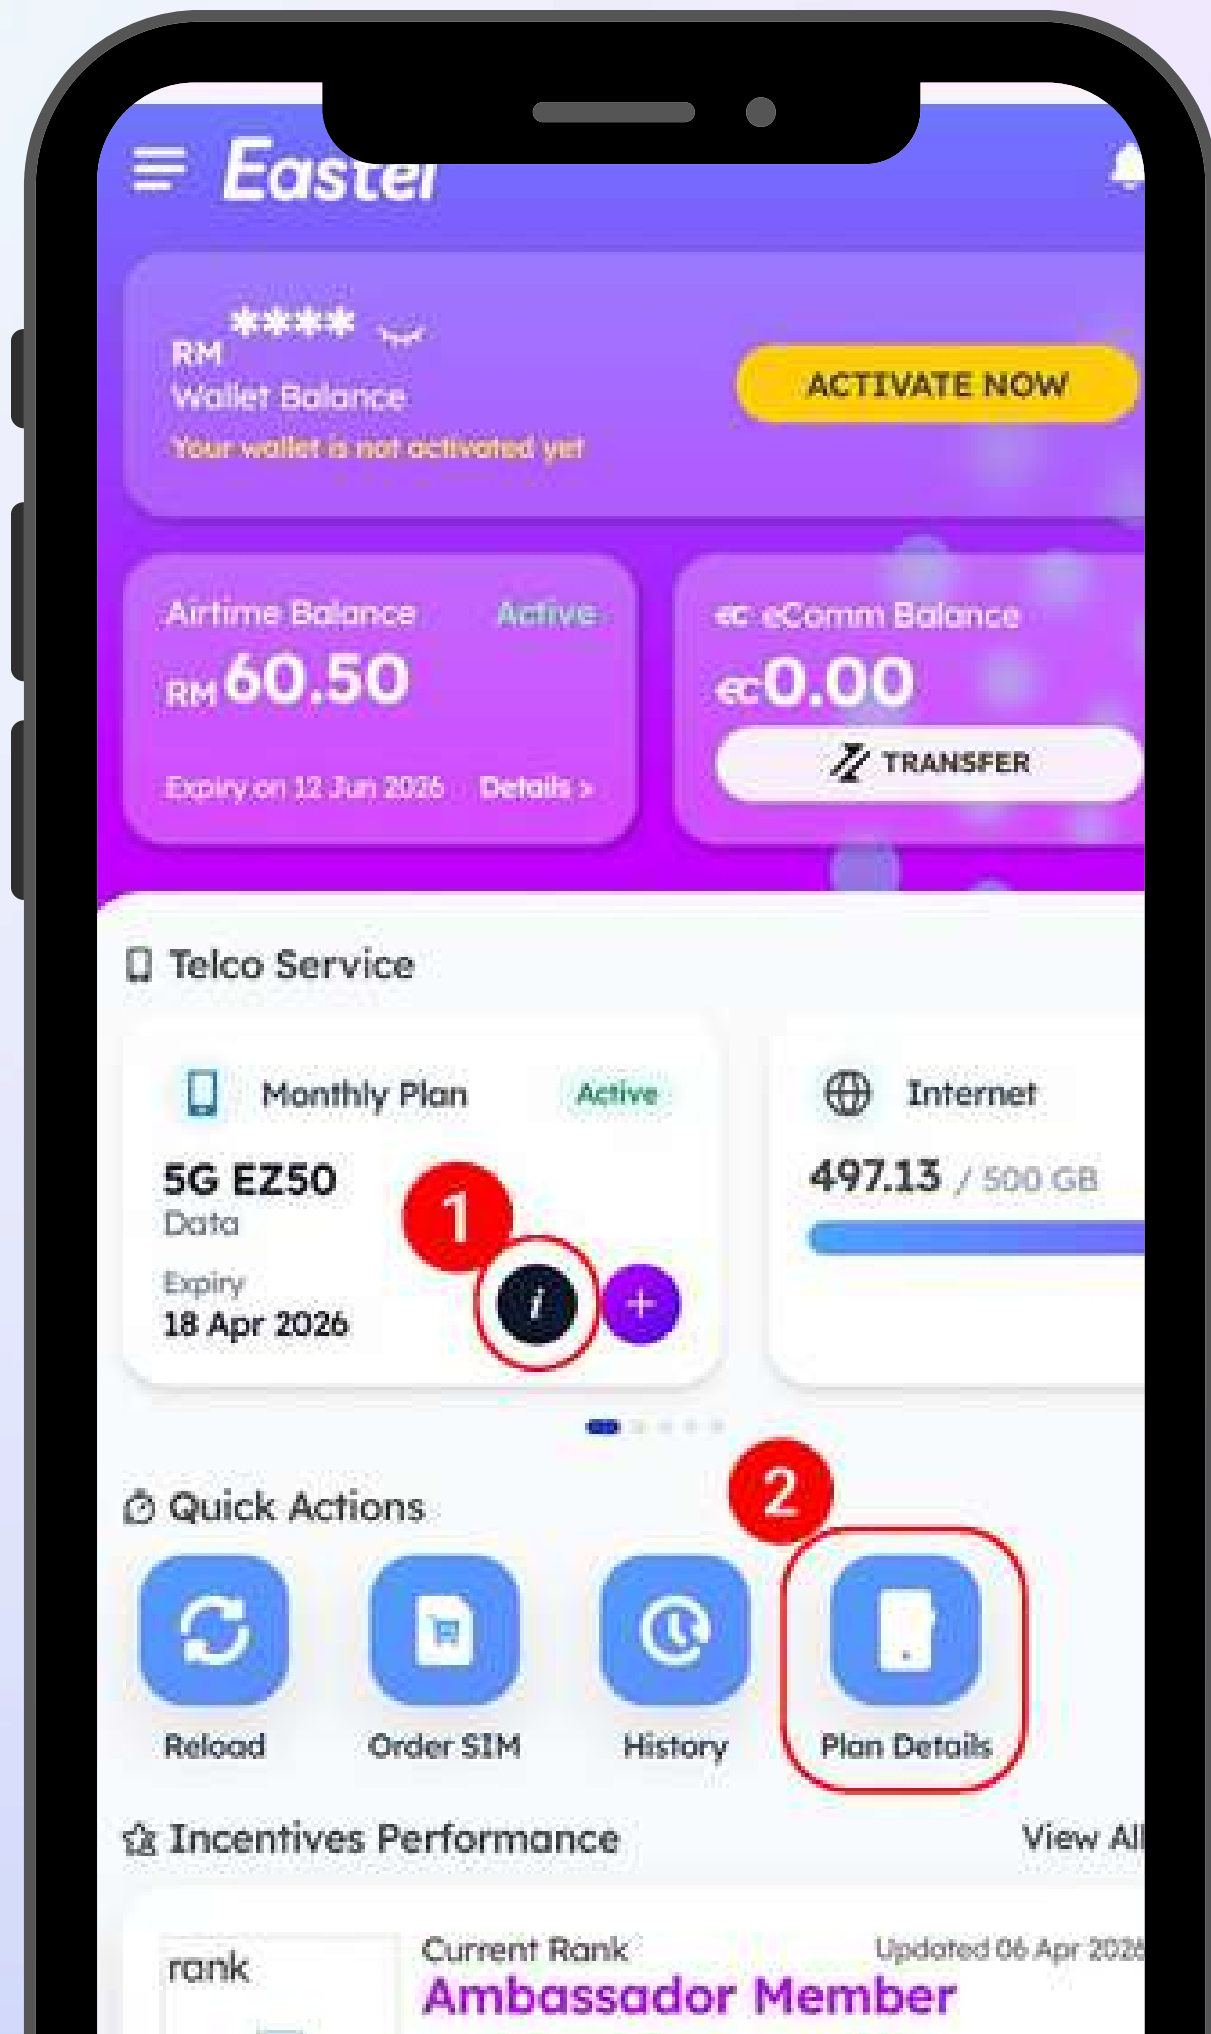 Eastel
RM ****
Wallet Balance
Your wallet is not activated yet
ACTIVATE NOW
Airtime Balance Active
RM 60.50
Expiry on 12 Jun 2026 Details >
ec eComm Balance
ec 0.00
TRANSFER
Telco Service
Monthly Plan Active
5G EZ50
Data
Expiry
18 Apr 2026
1
i +
Internet
497.13 / 500 GB
2
Quick Actions
Reload Order SIM History Plan Details
Incentives Performance View All
rank
Current Rank Updated 06 Apr 2026
Ambassador Member